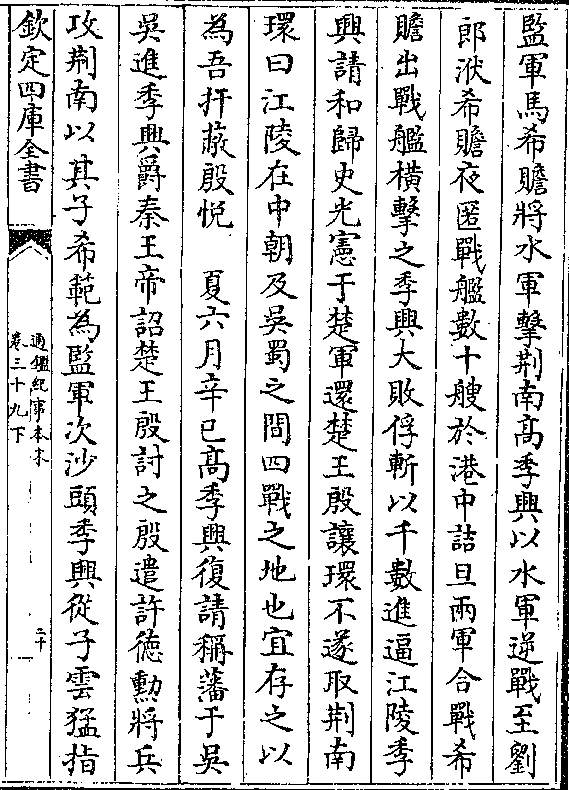 監軍馬希贍將水軍擊荆南髙季興以水軍逆戰至劉
郎洑希贍夜匿戰艦數十艘於港中詰旦兩軍合戰希
贍出戰艦横擊之季興大敗俘斬以千數進逼江陵季
興請和歸史光憲于楚軍還楚王殷讓環不遂取荆南
環曰江陵在中朝及吳蜀之間四戰之地也宜存之以
為吾扞蔽殷悦　夏六月辛巳髙季興復請稱藩于吳
吳進季興爵秦王帝詔楚王殷討之殷遣許徳勲將兵
攻荆南以其子希範為監軍次沙頭季興從子雲猛指
欽定四庫全書
通鑑紀事本末
卷三十九下
二十